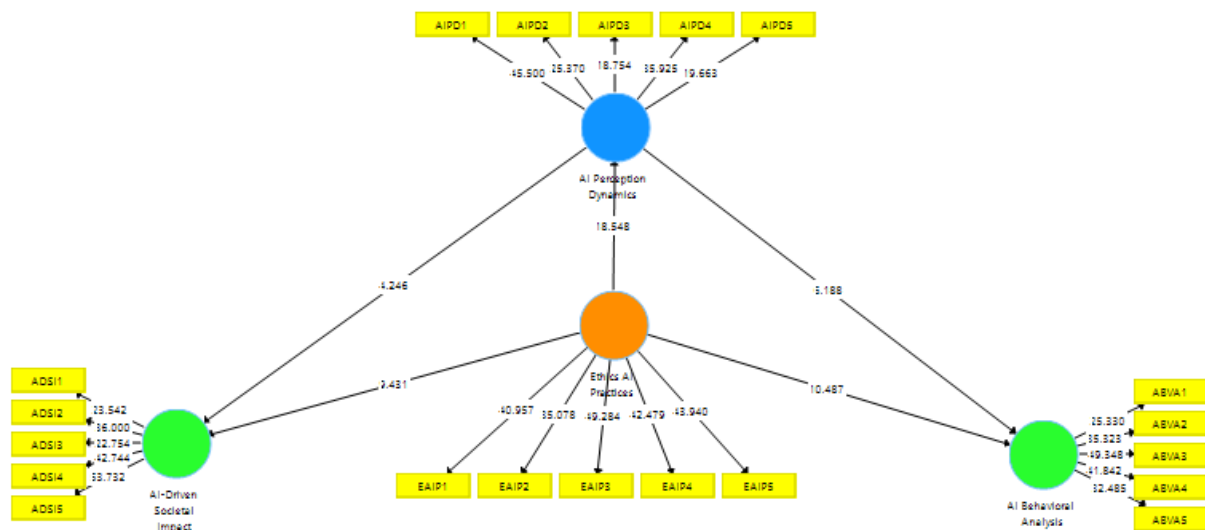 AIPD1
AIPD2
AIPD3
AIPD4
AIPD5
45.500
25.370
18.754
35.925
19.663
AI Perception
Dynamics
18.548
4.246
Ethics AI
Practices
9.431
10.487
40.957
35.078
49.284
42.479
43.940
EAIP1
EAIP2
EAIP3
EAIP4
EAIP5
ADSI1
ADSI2
ADSI3
ADSI4
ADSI5
23.542
36.000
22.754
42.744
AI-Driven
Societal
Impact
25.330
35.323
49.348
41.842
32.485
ABVA1
ABVA2
ABVA3
ABVA4
ABVA5
AI Behavioral
Analysis